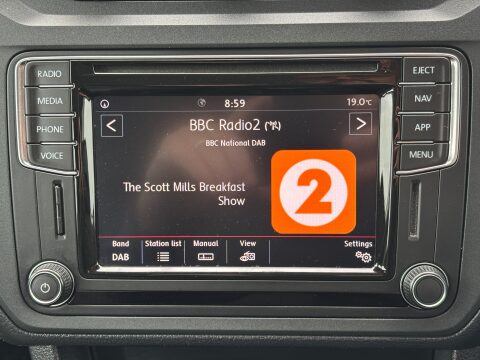 RADIO
MEDIA
PHONE
VOICE
EJECT
NAV
APP
MENU
8:59
19.0°C
BBC Radio2
BBC National DAB
The Scott Mills Breakfast
Show
2
Band
Station list
Manual
View
Settings
DAB